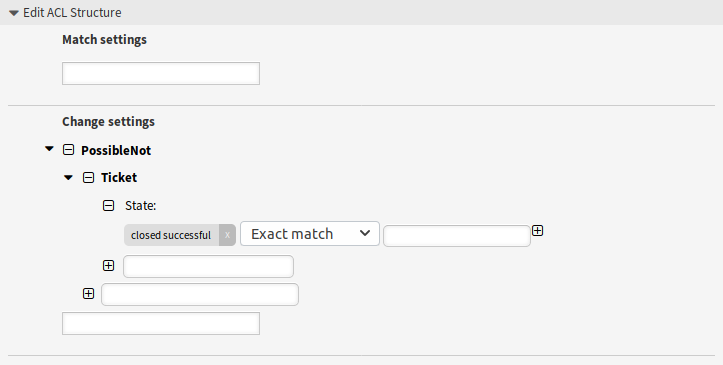 Edit ACL Structure
Match settings
Change settings
PossibleNot
Ticket
State:
closed successful x Exact match